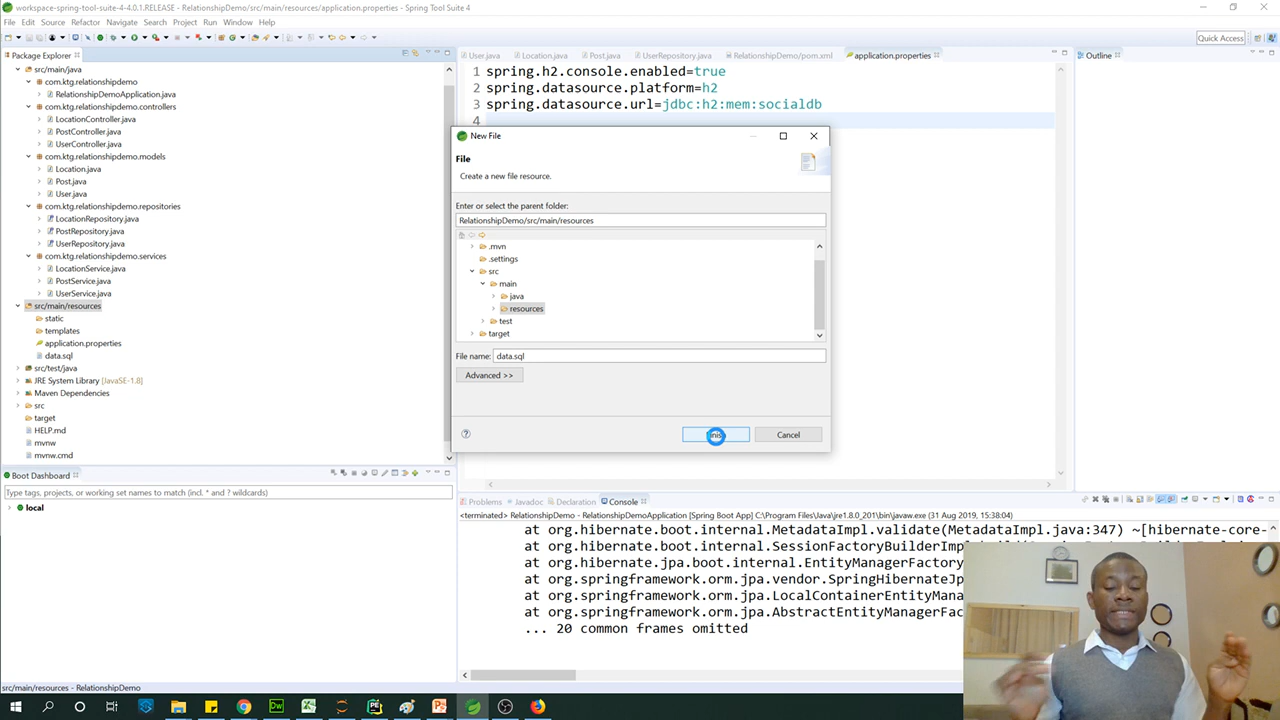 workspace-spring-tool-suite-4-4.0.1.RELEASE - RelationshipDemo/src/main/resources/application.properties - Spring Tool Suite 4
File Edit Source Refactor Navigate Search Project Run Window Help
Quick Access
Package Explorer
src/main/java
com.ktg.relationshipdemo
RelationshipDemoApplication.java
com.ktg.relationshipdemo.controllers
LocationController.java
PostController.java
UserController.java
com.ktg.relationshipdemo.models
Location.java
Post.java
User.java
com.ktg.relationshipdemo.repositories
LocationRepository.java
PostRepository.java
UserRepository.java
com.ktg.relationshipdemo.services
LocationService.java
PostService.java
UserService.java
src/main/resources
static
templates
application.properties
data.sql
src/test/java
JRE System Library [JavaSE-1.8]
Maven Dependencies
src
target
HELP.md
mvnw
mvnw.cmd
Boot Dashboard
Type tags, projects, or working set names to match (incl. * and ? wildcards)
local
User.java Location.java Post.java UserRepository.java RelationshipDemo/pom.xml application.properties
1 spring.h2.console.enabled=true
2 spring.datasource.platform=h2
3 spring.datasource.url=jdbc:h2:mem:socialdb
4
Outline
New File
File
Create a new file resource.
Enter or select the parent folder:
RelationshipDemo/src/main/resources
.mvn
.settings
src
main
java
resources
test
target
File name: data.sql
Advanced >>
Cancel
Problems Javadoc Declaration Console
<terminated> RelationshipDemo - RelationshipDemoApplication [Spring Boot App] C:\Program Files\Java\jre1.8.0_201\bin\javaw.exe (31 Aug 2019, 15:38:04)
at org.hibernate.boot.internal.MetadataImpl.validate(MetadataImpl.java:347) ~[hibernate-core-
at org.hibernate.boot.internal.SessionFactoryBuilderImp
at org.hibernate.jpa.boot.internal.EntityManagerFactory
at org.springframework.orm.jpa.vendor.SpringHibernateJp
at org.springframework.orm.jpa.LocalContainerEntityMana
at org.springframework.orm.jpa.AbstractEntityManagerFac
... 20 common frames omitted
src/main/resources - RelationshipDemo